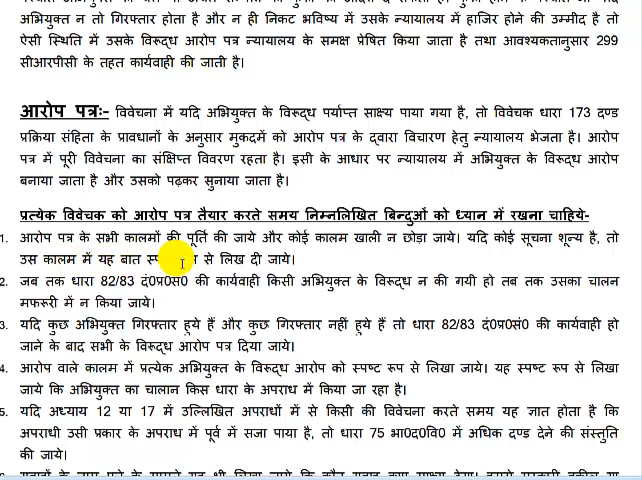 अभियुक्त न तो गिरफ्तार होता है और न ही निकट भविष्य में उसके न्यायालय में हाजिर होने की उम्मीद है तो
ऐसी स्थिति में उसके विरूद्ध आरोप पत्र न्यायालय के समक्ष प्रेषित किया जाता है तथा आवश्यकतानुसार 299
सीआरपीसी के तहत कार्यवाही की जाती है।
आरोप पत्रः- विवेचना में यदि अभियुक्त के विरूद्ध पर्याप्त साक्ष्य पाया गया है, तो विवेचक धारा 173 दण्ड
प्रक्रिया संहिता के प्रावधानों के अनुसार मुकदमें को आरोप पत्र के द्वारा विचारण हेतु न्यायालय भेजता है। आरोप
पत्र में पूरी विवेचना का संक्षिप्त विवरण रहता है। इसी के आधार पर न्यायालय में अभियुक्त के विरूद्ध आरोप
बनाया जाता है और उसको पढ़कर सुनाया जाता है।
प्रत्येक विवेचक को आरोप पत्र तैयार करते समय निम्नलिखित बिन्दुओं को ध्यान में रखना चाहिये-
1. आरोप पत्र के सभी कालमों की पूर्ति की जाये और कोई कालम खाली न छोड़ा जाये। यदि कोई सूचना शून्य है, तो
उस कालम में यह बात से लिख दी जाये।
2. जब तक धारा 82/83 दं0प्र0सं0 की कार्यवाही किसी अभियुक्त के विरूद्ध न की गयी हो तब तक उसका चालन
मफरूरी में न किया जाये।
3. यदि कुछ अभियुक्त गिरफ्तार हुये हैं और कुछ गिरफ्तार नहीं हुये हैं तो धारा 82/83 दं0प्र0सं0 की कार्यवाही हो
जाने के बाद सभी के विरूद्ध आरोप पत्र दिया जाये।
4. आरोप वाले कालम में प्रत्येक अभियुक्त के विरूद्ध आरोप को स्पष्ट रूप से लिखा जाये। यह स्पष्ट रूप से लिखा
जाये कि अभियुक्त का चालान किस धारा के अपराध में किया जा रहा है।
5. यदि अध्याय 12 या 17 में उल्लिखित अपराधों में से किसी की विवेचना करते समय यह ज्ञात होता है कि
अपराधी उसी प्रकार के अपराध में पूर्व में सजा पाया है, तो धारा 75 भा0द0वि0 में अधिक दण्ड देने की संस्तुति
की जाये।